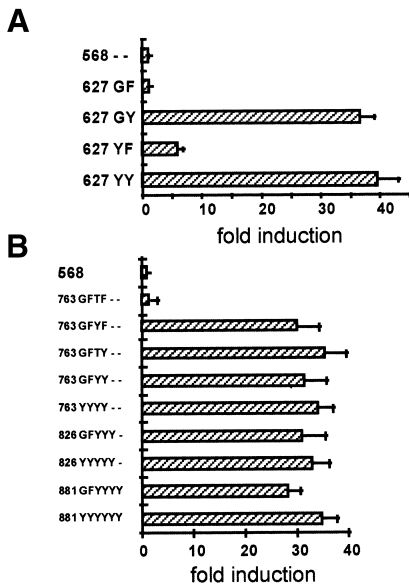 A
568 - -
627 GF
627 GY
627 YF
627 YY
0 10 20 30 40
fold induction
B
568
763 GFTF - -
763 GFYF - -
763 GFTY - -
763 GFYY - -
763 YYYY - -
826 GFYYY -
826 YYYYY -
881 GFYYYY
881 YYYYYY
0 10 20 30 40
fold induction